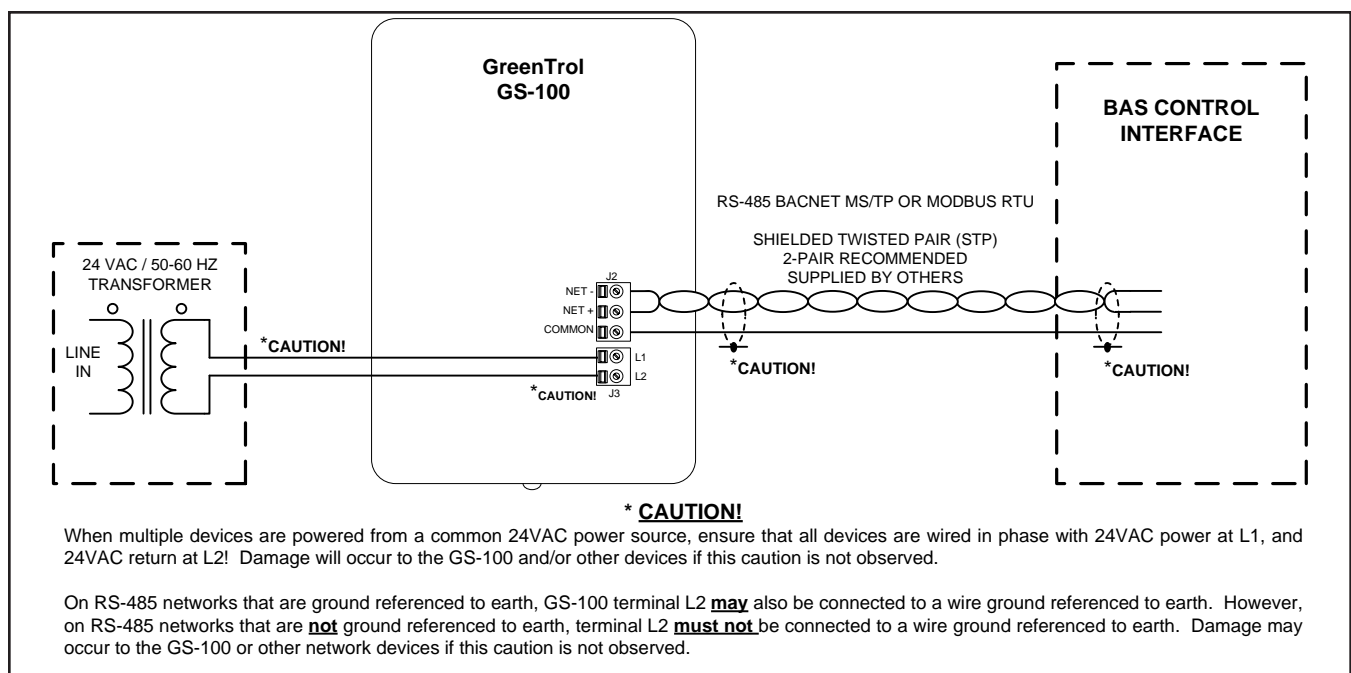 GreenTrol
GS-100
BAS CONTROL
INTERFACE
RS-485 BACNET MS/TP OR MODBUS RTU
SHIELDED TWISTED PAIR (STP)
2-PAIR RECOMMENDED
SUPPLIED BY OTHERS
24 VAC / 50-60 HZ
TRANSFORMER
LINE
IN
*CAUTION!
*CAUTION!
J2
NET -
NET +
COMMON
L1
L2
J3
*CAUTION!
*CAUTION!
* CAUTION!
When multiple devices are powered from a common 24VAC power source, ensure that all devices are wired in phase with 24VAC power at L1, and
24VAC return at L2! Damage will occur to the GS-100 and/or other devices if this caution is not observed.
On RS-485 networks that are ground referenced to earth, GS-100 terminal L2 may also be connected to a wire ground referenced to earth. However,
on RS-485 networks that are not ground referenced to earth, terminal L2 must not be connected to a wire ground referenced to earth. Damage may
occur to the GS-100 or other network devices if this caution is not observed.